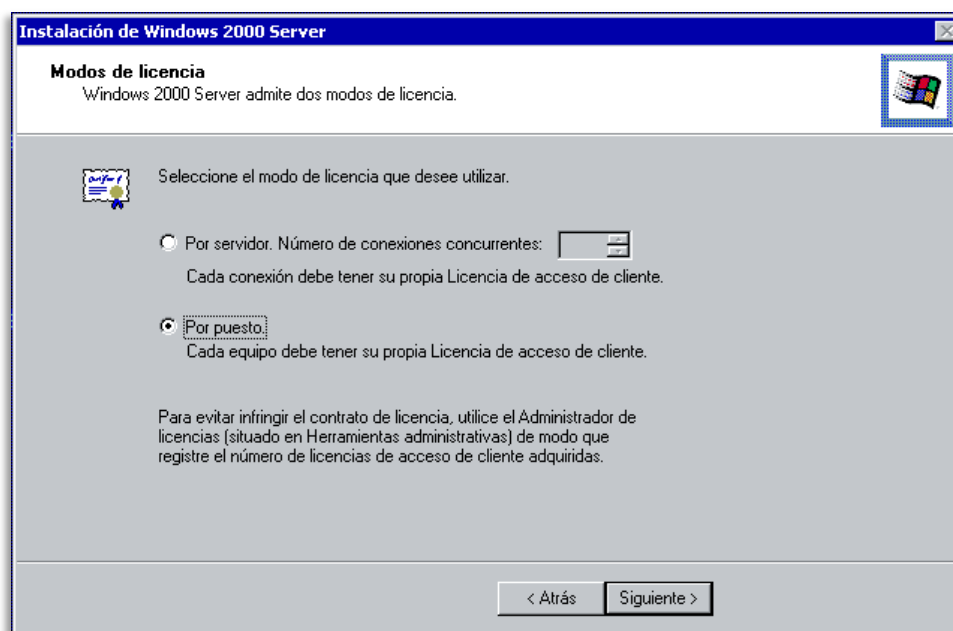 Instalación de Windows 2000 Server
Modos de licencia
Windows 2000 Server admite dos modos de licencia.
Seleccione el modo de licencia que desee utilizar.
Por servidor. Número de conexiones concurrentes:
Cada conexión debe tener su propia Licencia de acceso de cliente.
Por puesto.
Cada equipo debe tener su propia Licencia de acceso de cliente.
Para evitar infringir el contrato de licencia, utilice el Administrador de
licencias (situado en Herramientas administrativas) de modo que
registre el número de licencias de acceso de cliente adquiridas.
< Atrás
Siguiente >